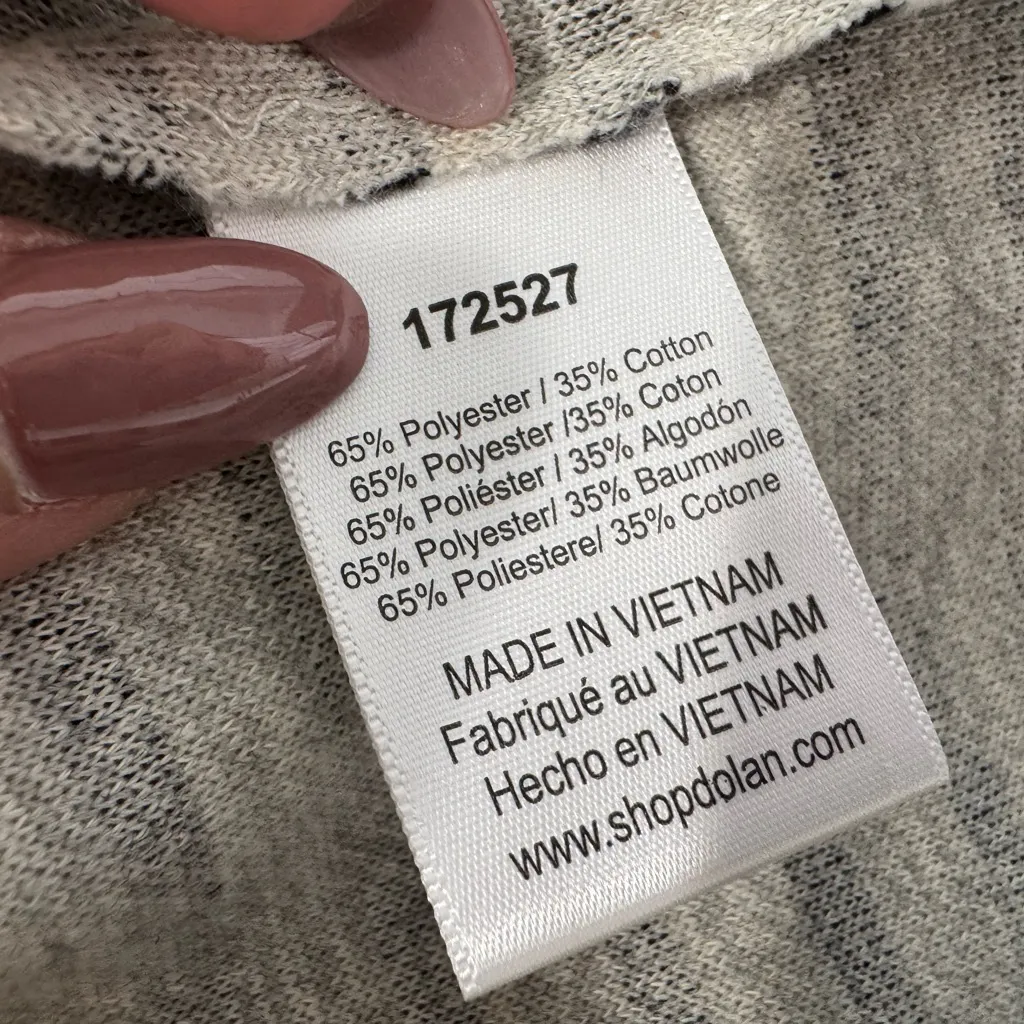 172527
65% Polyester / 35% Cotton
65% Polyester /35% Coton
65% Poliéster / 35% Algodón
65% Polyester/ 35% Baumwolle
65% Poliestere/ 35% Cotone
MADE IN VIETNAM
Fabriqué au VIETNAM
Hecho en VIETNAM
www.shopdolan.com